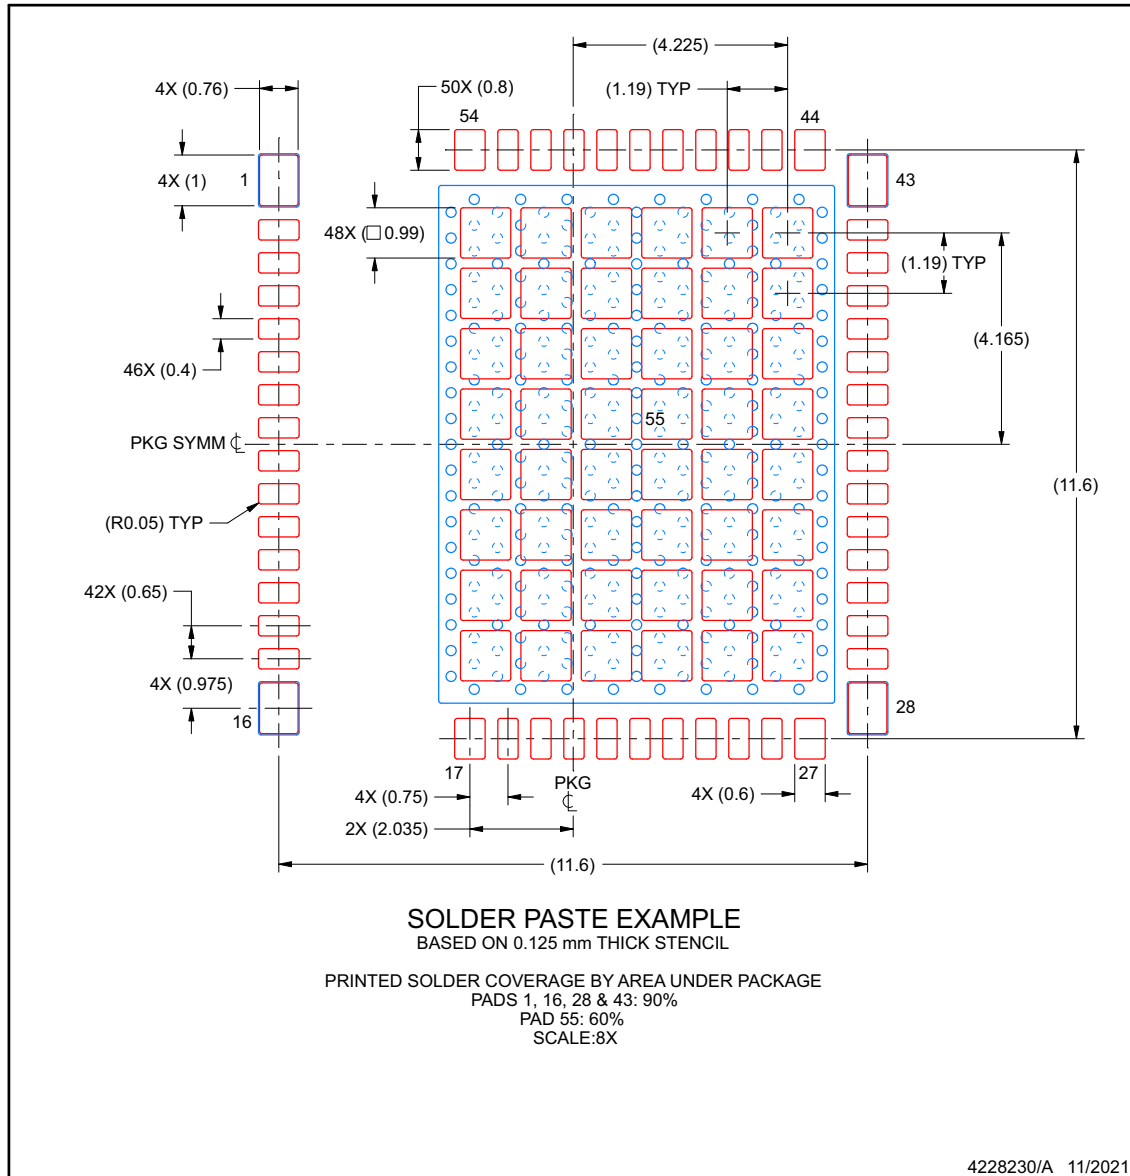 (4.225)
4X (0.76)
50X (0.8)
(1.19) TYP
54
44
4X (1)
1
43
48X (□ 0.99)
(1.19) TYP
(4.165)
46X (0.4)
55
PKG SYMM ℄
(11.6)
(R0.05) TYP
42X (0.65)
4X (0.975)
16
28
17
27
PKG
℄
4X (0.75)
4X (0.6)
2X (2.035)
(11.6)
SOLDER PASTE EXAMPLE
BASED ON 0.125 mm THICK STENCIL
PRINTED SOLDER COVERAGE BY AREA UNDER PACKAGE
PADS 1, 16, 28 & 43: 90%
PAD 55: 60%
SCALE:8X
4228230/A 11/2021